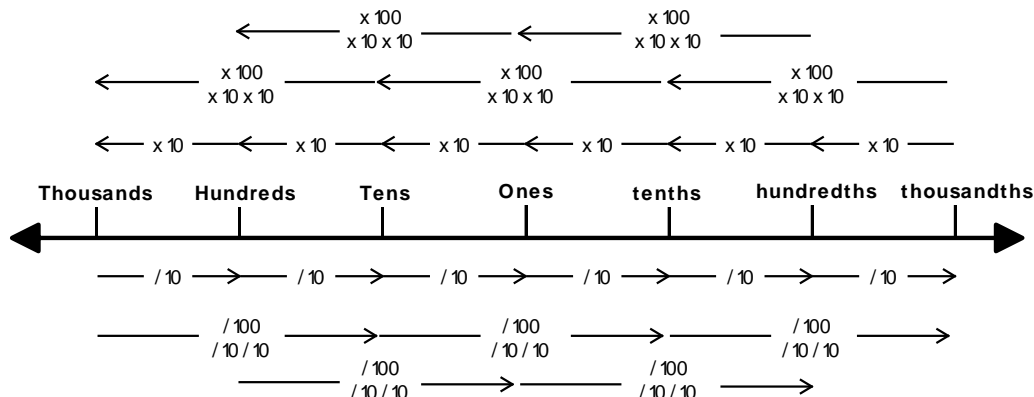 x 100 x 100
x 10 x 10 x 10 x 10
x 100 x 100 x 100
x 10 x 10 x 10 x 10 x 10 x 10
x 10 x 10 x 10 x 10 x 10 x 10
Thousands Hundreds Tens Ones tenths hundredths thousandths
/ 10 / 10 / 10 / 10 / 10 / 10
/ 100 / 100 / 100
/ 10 / 10 / 10 / 10 / 10 / 10
/ 100 / 100
/ 10 / 10 / 10 / 10